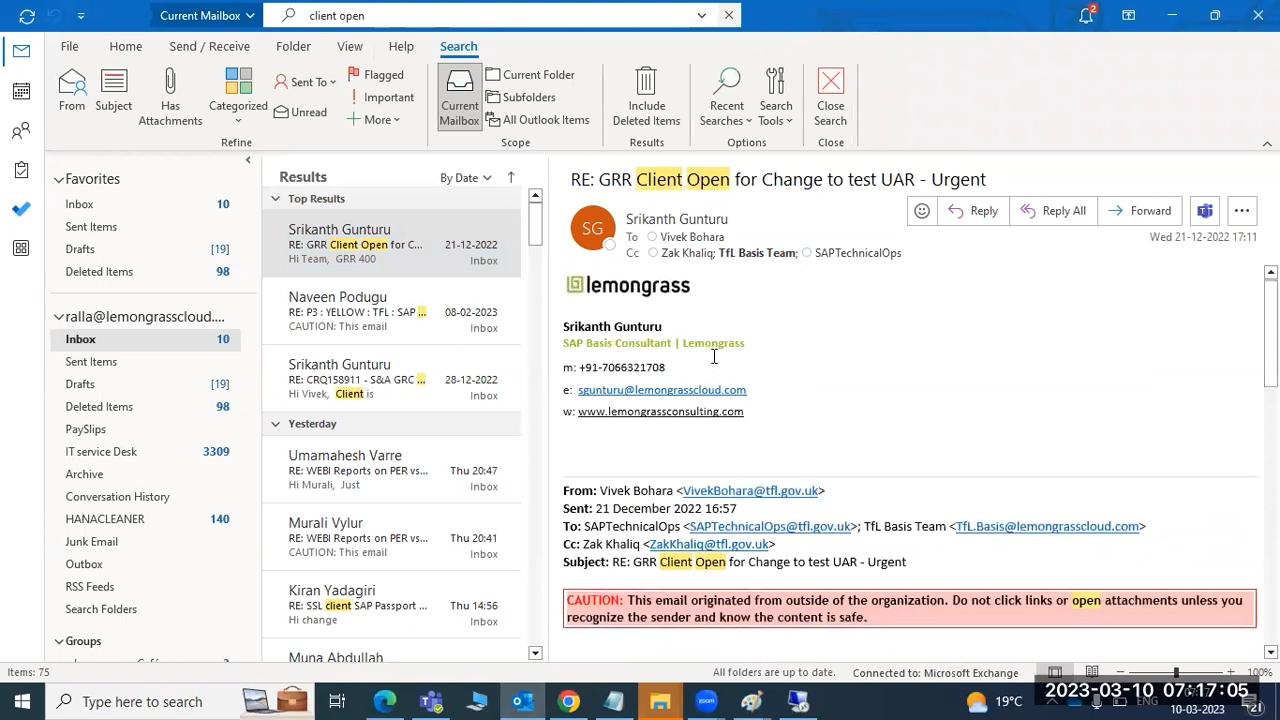 Current Mailbox
client open
2
File
Home
Send / Receive
Folder
View
Help
Search
From
Subject
Has Attachments
Categorized
Sent To
Unread
Flagged
Important
More
Refine
Current Mailbox
Current Folder
Subfolders
All Outlook Items
Scope
Include Deleted Items
Results
Recent Searches
Search Tools
Options
Close Search
Close
Favorites
Inbox 10
Sent Items
Drafts [19]
Deleted Items 98
ralla@lemongrasscloud....
Inbox 10
Sent Items
Drafts [19]
Deleted Items 98
PaySlips
IT service Desk 3309
Archive
Conversation History
HANACLEANER 140
Junk Email
Outbox
RSS Feeds
Search Folders
Groups
Results
By Date
Top Results
Srikanth Gunturu
RE: GRR Client Open for C... 21-12-2022
Hi Team, GRR 400 Inbox
Naveen Podugu
RE: P3 : YELLOW : TFL : SAP ... 08-02-2023
CAUTION: This email Inbox
Srikanth Gunturu
RE: CRQ158911 - S&A GRC ... 28-12-2022
Hi Vivek, Client is Inbox
Yesterday
Umamahesh Varre
RE: WEBI Reports on PER vs... Thu 20:47
Hi Murali, Just Inbox
Murali Vylur
RE: WEBI Reports on PER vs... Thu 20:41
CAUTION: This email Inbox
Kiran Yadagiri
RE: SSL client SAP Passport ... Thu 14:56
Hi change Inbox
Muna Abdullah
RE: GRR Client Open for Change to test UAR - Urgent
SG
Srikanth Gunturu
To Vivek Bohara
Cc Zak Khaliq; TfL Basis Team; SAPTechnicalOps
Reply
Reply All
Forward
Wed 21-12-2022 17:11
lemongrass
Srikanth Gunturu
SAP Basis Consultant | Lemongrass
m: +91-7066321708
e: sgunturu@lemongrasscloud.com
w: www.lemongrassconsulting.com
From: Vivek Bohara <VivekBohara@tfl.gov.uk>
Sent: 21 December 2022 16:57
To: SAPTechnicalOps <SAPTechnicalOps@tfl.gov.uk>; TfL Basis Team <TfL.Basis@lemongrasscloud.com>
Cc: Zak Khaliq <ZakKhaliq@tfl.gov.uk>
Subject: RE: GRR Client Open for Change to test UAR - Urgent
CAUTION: This email originated from outside of the organization. Do not click links or open attachments unless you
recognize the sender and know the content is safe.
Items: 75
All folders are up to date.
Connected to: Microsoft Exchange
100%
Type here to search
zoom
19°C
2023-03-10 07:17:05
ENG
10-03-2023
21